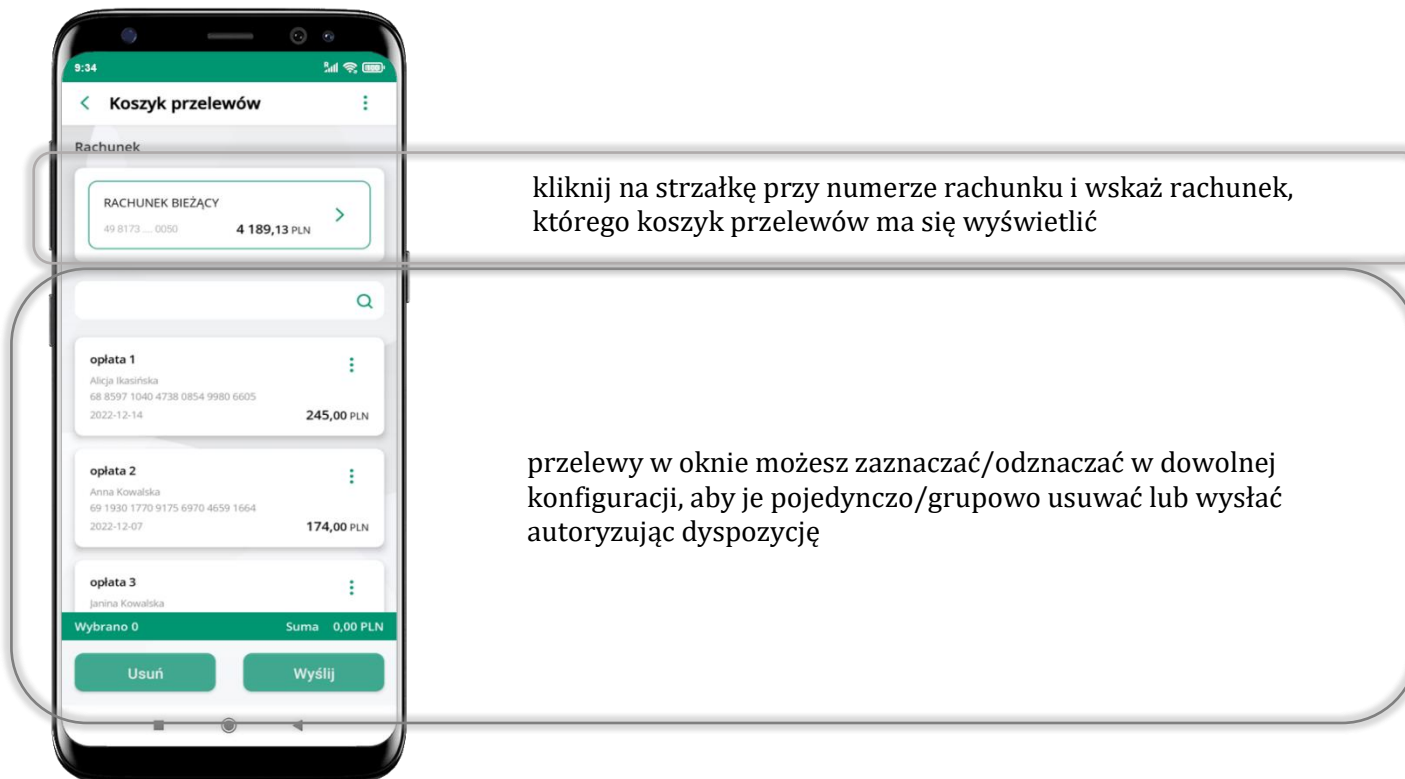 9:34
Koszyk przelewów
Rachunek
RACHUNEK BIEŻĄCY
49 8173 ... 0050 4 189,13 PLN
kliknij na strzałkę przy numerze rachunku i wskaż rachunek,
którego koszyk przelewów ma się wyświetlić
opłata 1
Alicja Ikasińska
68 8597 1040 4738 0854 9980 6605
2022-12-14 245,00 PLN
opłata 2
Anna Kowalska
69 1930 1770 9175 6970 4659 1664
2022-12-07 174,00 PLN
przelewy w oknie możesz zaznaczać/odznaczać w dowolnej
konfiguracji, aby je pojedynczo/grupowo usuwać lub wysłać
autoryzując dyspozycję
opłata 3
Janina Kowalska
Wybrano 0 Suma 0,00 PLN
Usuń Wyślij